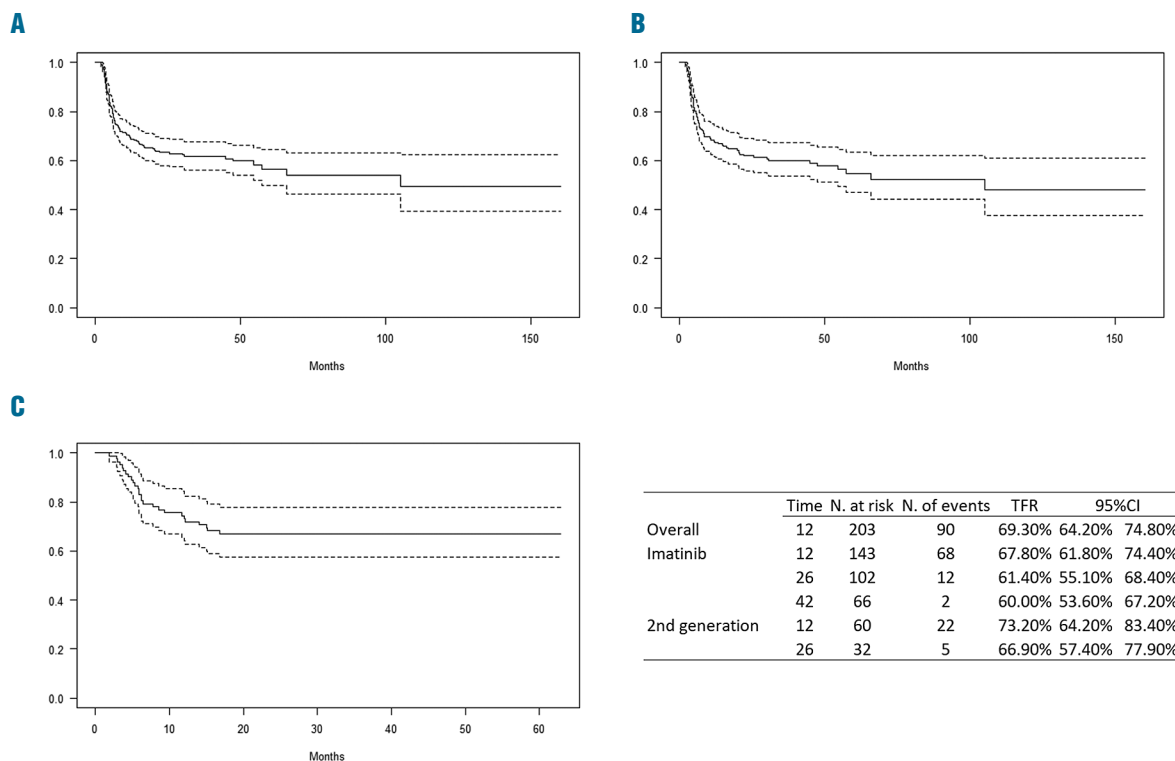 A
1.0
0.8
0.6
0.4
0.2
0.0
0 50 100 150
Months
B
1.0
0.8
0.6
0.4
0.2
0.0
0 50 100 150
Months
C
1.0
0.8
0.6
0.4
0.2
0.0
0 10 20 30 40 50 60
Months
Time N. at risk N. of events TFR 95%CI
Overall 12 203 90 69.30% 64.20% 74.80%
Imatinib 12 143 68 67.80% 61.80% 74.40%
26 102 12 61.40% 55.10% 68.40%
42 66 2 60.00% 53.60% 67.20%
2nd generation 12 60 22 73.20% 64.20% 83.40%
26 32 5 66.90% 57.40% 77.90%